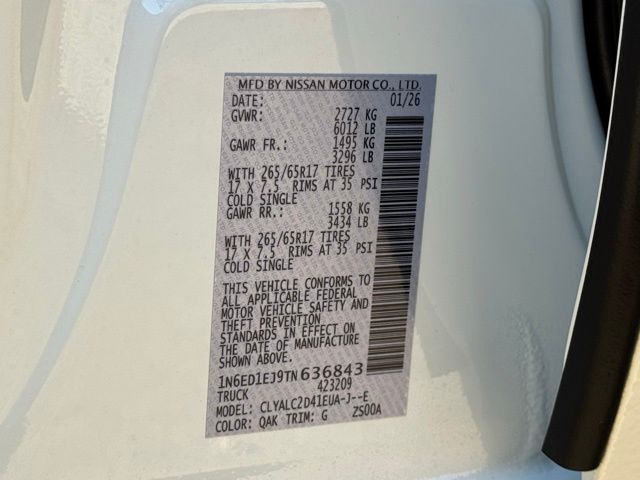 MFD BY NISSAN MOTOR CO., LTD.
DATE: 01/26
GVWR: 2727 KG
6012 LB
GAWR FR.: 1495 KG
3296 LB
WITH 265/65R17 TIRES
17 X 7.5 RIMS AT 35 PSI
COLD SINGLE
GAWR RR.: 1558 KG
3434 LB
WITH 265/65R17 TIRES
17 X 7.5 RIMS AT 35 PSI
COLD SINGLE
THIS VEHICLE CONFORMS TO
ALL APPLICABLE FEDERAL
MOTOR VEHICLE SAFETY AND
THEFT PREVENTION
STANDARDS IN EFFECT ON
THE DATE OF MANUFACTURE
SHOWN ABOVE.
1N6ED1EJ9TN636843
TRUCK 423209
MODEL: CLYALC2D41EUA-J--E
COLOR: QAK TRIM: G ZS00A